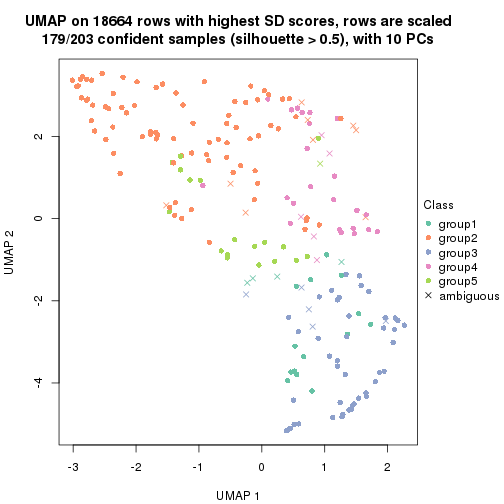 UMAP on 18664 rows with highest SD scores, rows are scaled
179/203 confident samples (silhouette > 0.5), with 10 PCs
2
0
-2
-4
UMAP 2
-3
-2
-1
0
1
2
UMAP 1
Class
group1
group2
group3
group4
group5
ambiguous